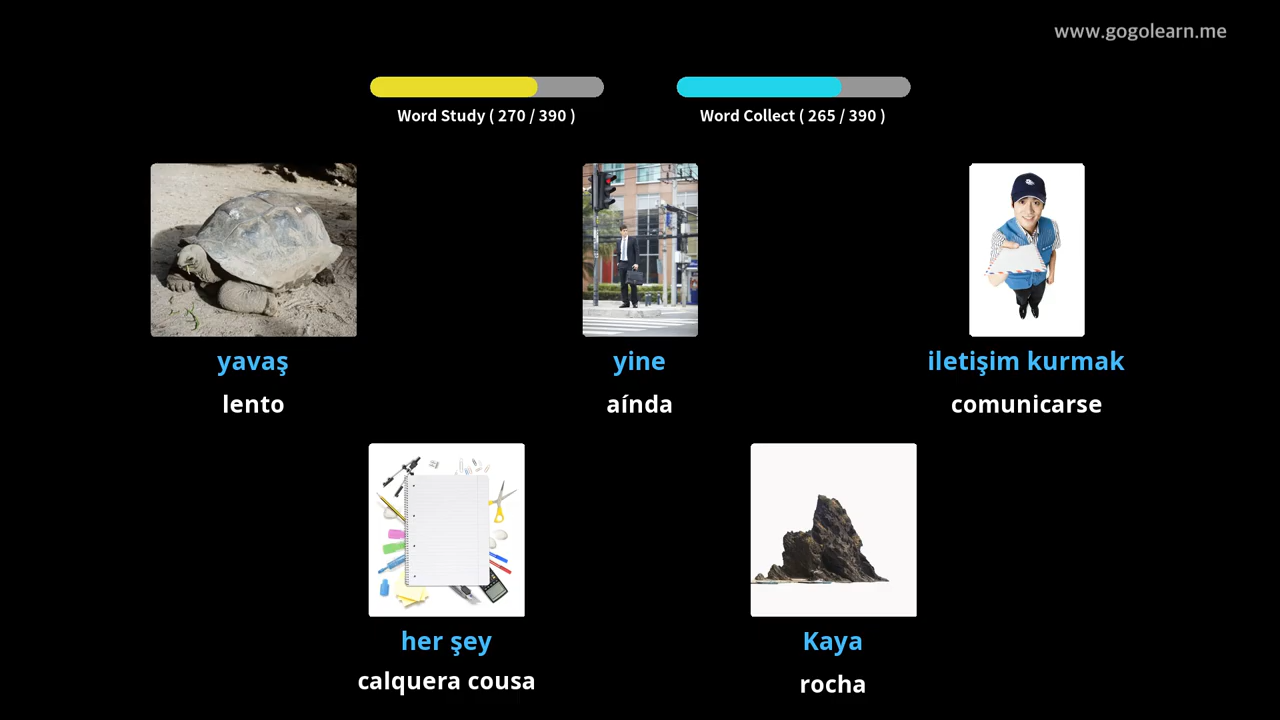 www.gogolearn.me
Word Study ( 270 / 390 )
Word Collect ( 265 / 390 )
yavaş
lento
yine
aínda
iletişim kurmak
comunicarse
her şey
calquera cousa
Kaya
rocha